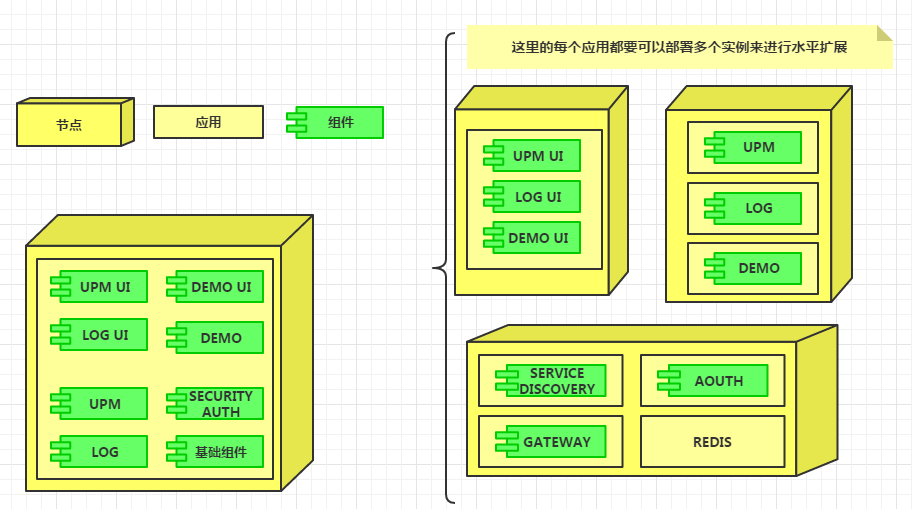 这里的每个应用都要可以部署多个实例来进行水平扩展
节点
应用
组件
UPM UI
DEMO UI
LOG UI
DEMO
UPM
SECURITY
AUTH
LOG
基础组件
UPM UI
LOG UI
DEMO UI
UPM
LOG
DEMO
SERVICE
DISCOVERY
AOUTH
GATEWAY
REDIS